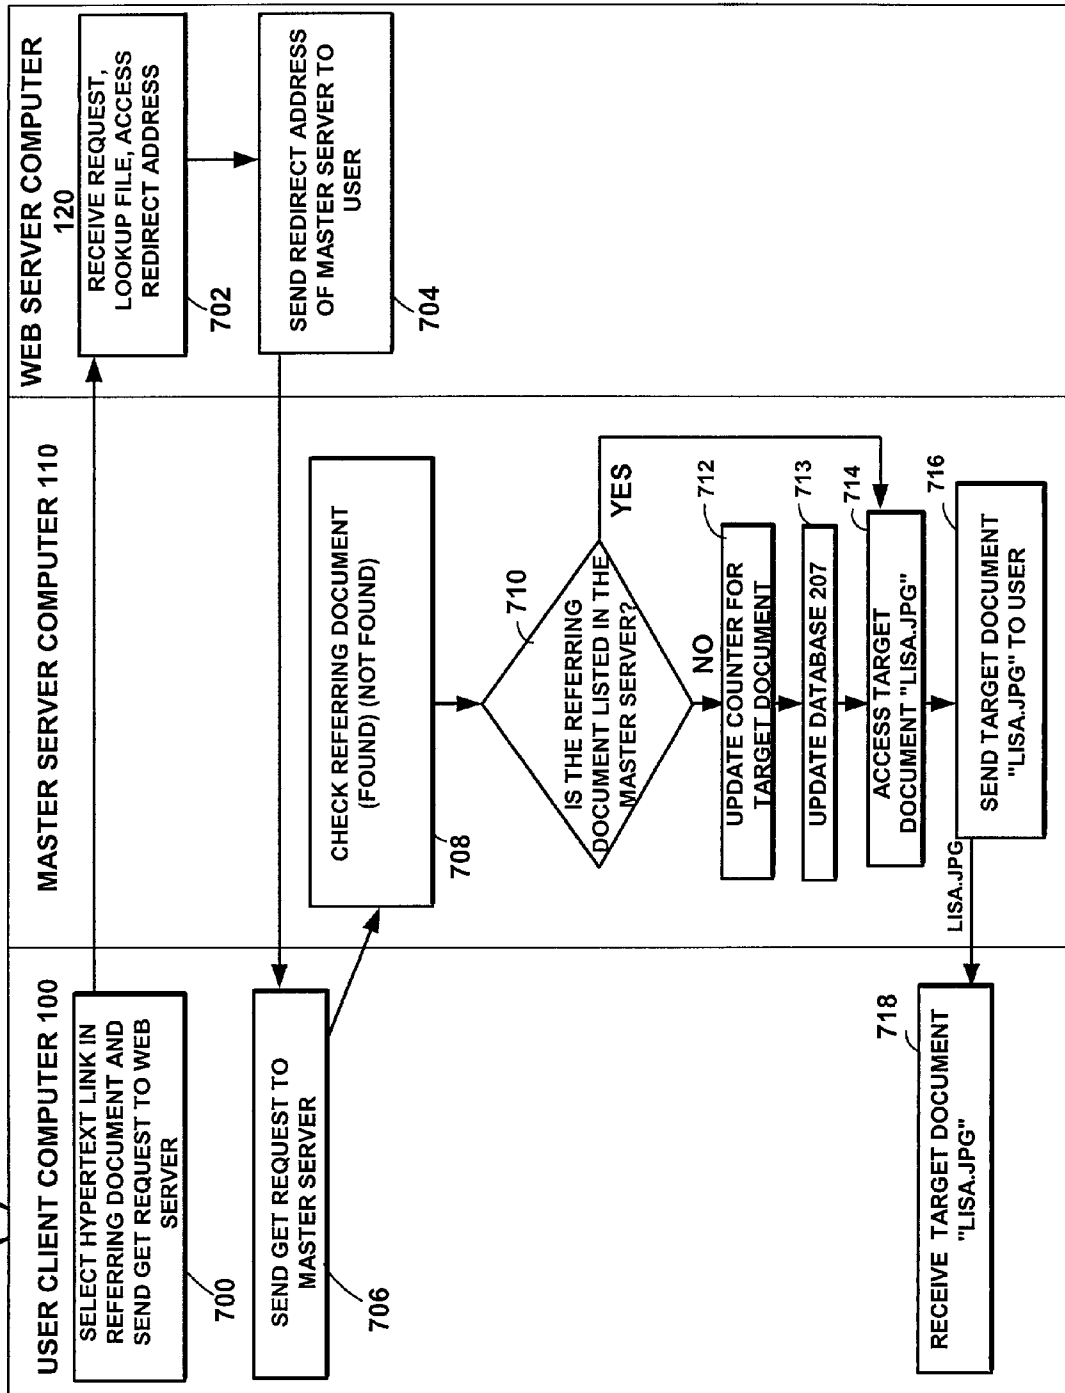 USER CLIENT COMPUTER 100
MASTER SERVER COMPUTER 110
WEB SERVER COMPUTER
120
SELECT HYPERTEXT LINK IN
REFERRING DOCUMENT AND
SEND GET REQUEST TO WEB
SERVER
700
RECEIVE REQUEST,
LOOKUP FILE, ACCESS
REDIRECT ADDRESS
702
SEND REDIRECT ADDRESS
OF MASTER SERVER TO
USER
704
SEND GET REQUEST TO
MASTER SERVER
706
CHECK REFERRING DOCUMENT
(FOUND) (NOT FOUND)
708
710
IS THE REFERRING
DOCUMENT LISTED IN THE
MASTER SERVER?
YES
NO
712
UPDATE COUNTER FOR
TARGET DOCUMENT
713
UPDATE DATABASE 207
714
ACCESS TARGET
DOCUMENT "LISA.JPG"
716
SEND TARGET DOCUMENT
"LISA.JPG" TO USER
LISA.JPG
718
RECEIVE TARGET DOCUMENT
"LISA.JPG"